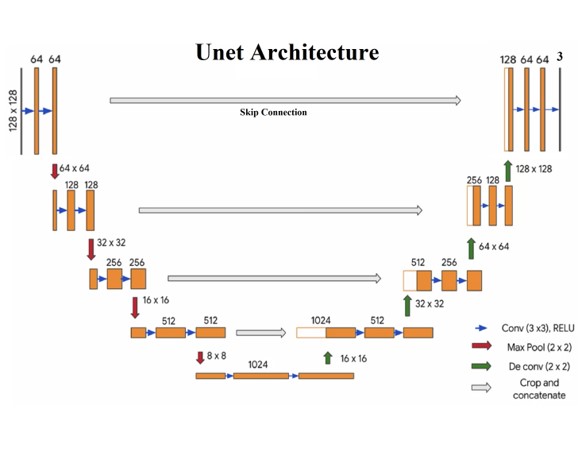 Unet Architecture
64 64
128 x 128
Skip Connection
128 64 64 3
64 x 64
128 x 128
128 128
256 128
32 x 32
64 x 64
256 256
512 256
16 x 16
32 x 32
512 512
1024 512
8 x 8
16 x 16
1024
Conv (3 x3), RELU
Max Pool (2 x 2)
De conv (2 x 2)
Crop and
concatenate